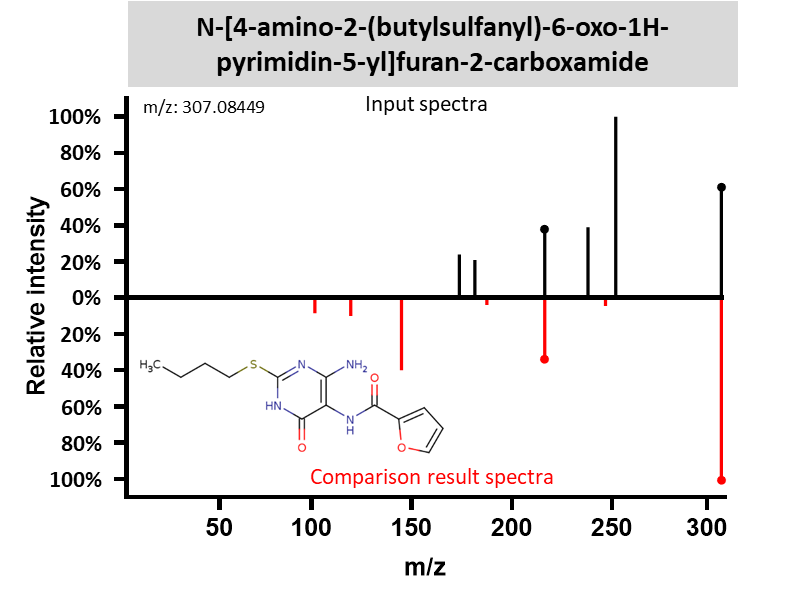 N-[4-amino-2-(butylsulfanyl)-6-oxo-1H-
pyrimidin-5-yl]furan-2-carboxamide
m/z: 307.08449
Input spectra
Relative intensity
100%
80%
60%
40%
20%
0%
20%
40%
60%
80%
100%
H₃C
S
N
NH₂
O
HN
N
H
O
O
Comparison result spectra
50
100
150
200
250
300
m/z